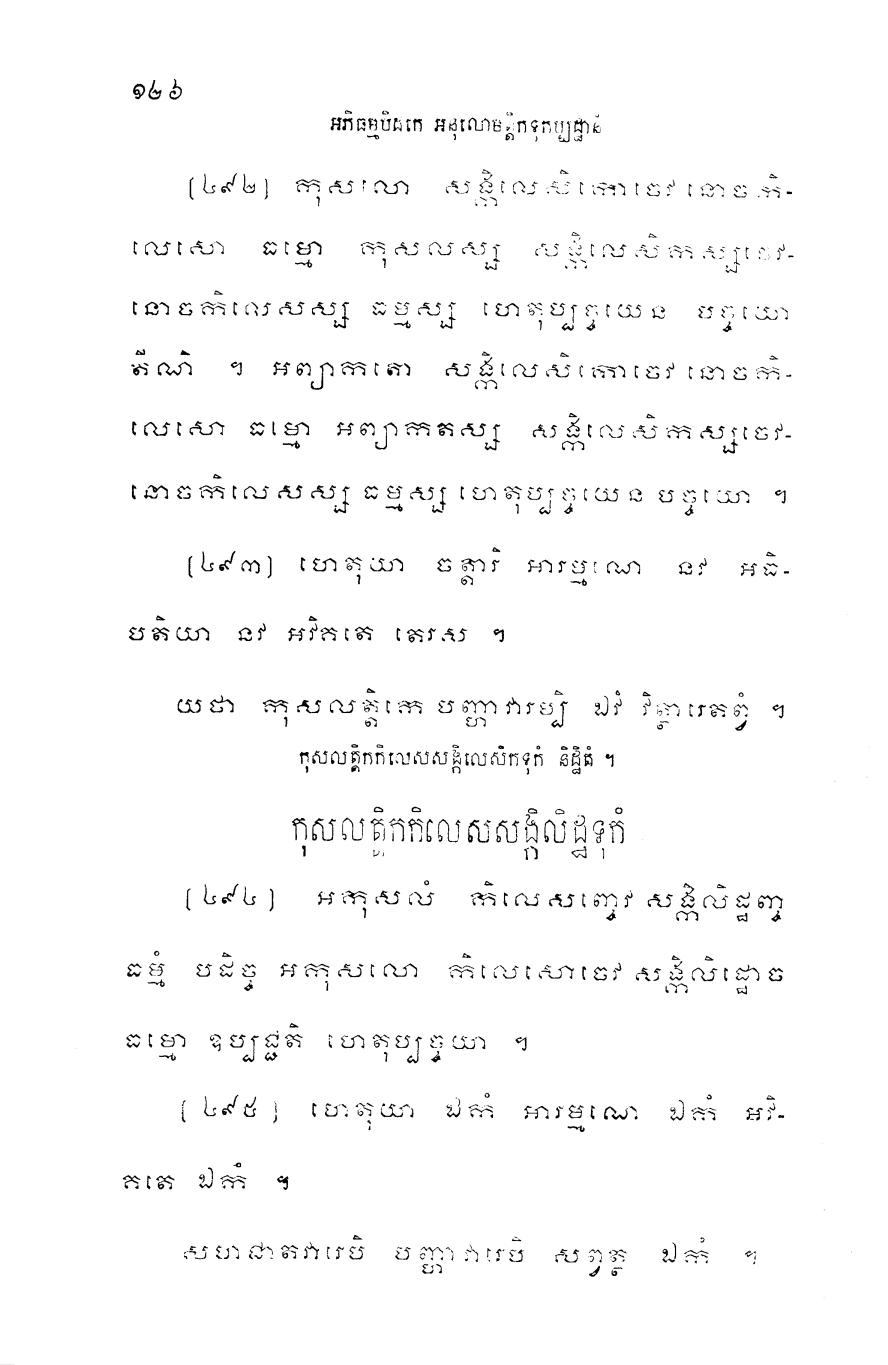 ១២៦
អភិធម្មបិដកេ អនុលោមត្តិកទុកប្បដ្ឋានំ
[៤៩២] កុសលោ សង្កិលេសិកោចេវ នោចកិ-
លេសោ ធម្មោ កុសលស្ស សង្កិលេសិកស្សចេវ-
នោចកិលេសស្ស ធម្មស្ស ហេតុប្បច្ចយេន បច្ចយោ
តីណិ ។ អព្យាកតោ សង្កិលេសិកោចេវ នោចកិ-
លេសោ ធម្មោ អព្យាកតស្ស សង្កិលេសិកស្សចេវ-
នោចកិលេសស្ស ធម្មស្ស ហេតុប្បច្ចយេន បច្ចយោ ។
[៤៩៣] ហេតុយា ចត្តារិ អារម្មណេ នវ អធិ-
បតិយា នវ អវិគតេ តេរស ។
យថា កុសលត្តិកេ បញ្ហាវារម្បិ ឯវំ វិត្ថារេតព្វំ ។
កុសលត្តិកកិលេសសង្កិលេសិកទុកំ និដ្ឋិតំ ។
កុសលត្តិកកិលេសសង្កិលិដ្ឋទុកំ
[៤៩៤] អកុសលំ កិលេសញ្ចេវ សង្កិលិដ្ឋញ្ច
ធម្មំ បដិច្ច អកុសលោ កិលេសោចេវ សង្កិលិដ្ឋោច
ធម្មោ ឧប្បជ្ជតិ ហេតុប្បច្ចយា ។
[៤៩៥] ហេតុយា ឯកំ អារម្មណេ ឯកំ អវិ-
គតេ ឯកំ ។
សហជាតវារេបិ បញ្ហាវារេបិ សព្វត្ថ ឯកំ ។